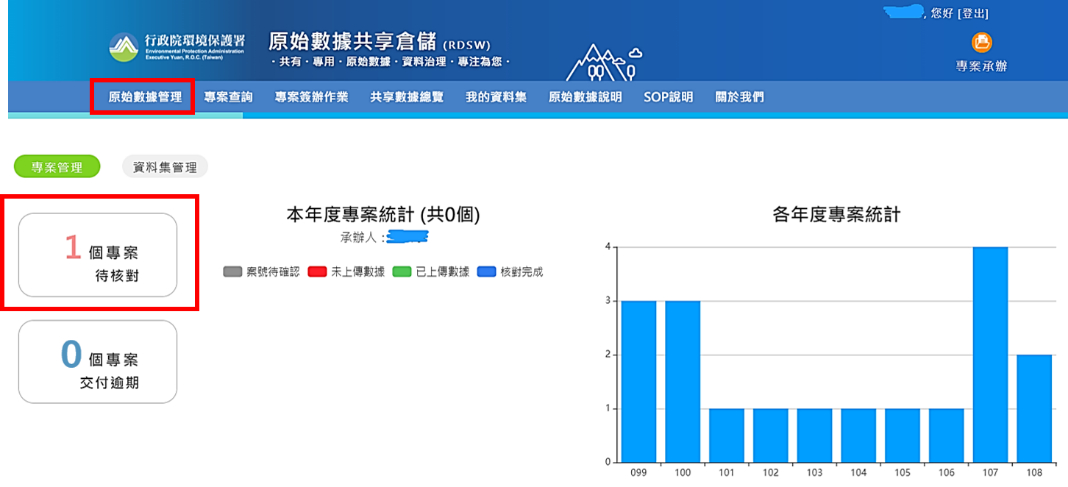 , 您好 [登出]
行政院環境保護署
Environmental Protection Administration
Executive Yuan, R.O.C. (Taiwan)
原始數據共享倉儲 (RDSW)
‧共有‧專用‧原始數據‧資料治理‧專注為您‧
專案承辦
原始數據管理 專案查詢 專案簽辦作業 共享數據總覽 我的資料集 原始數據說明 SOP說明 關於我們
專案管理 資料集管理
1 個專案
待核對
0 個專案
交付逾期
本年度專案統計 (共0個)
承辦人：
案號待確認 未上傳數據 已上傳數據 核對完成
各年度專案統計
4
3
2
1
0
099 100 101 102 103 104 105 106 107 108